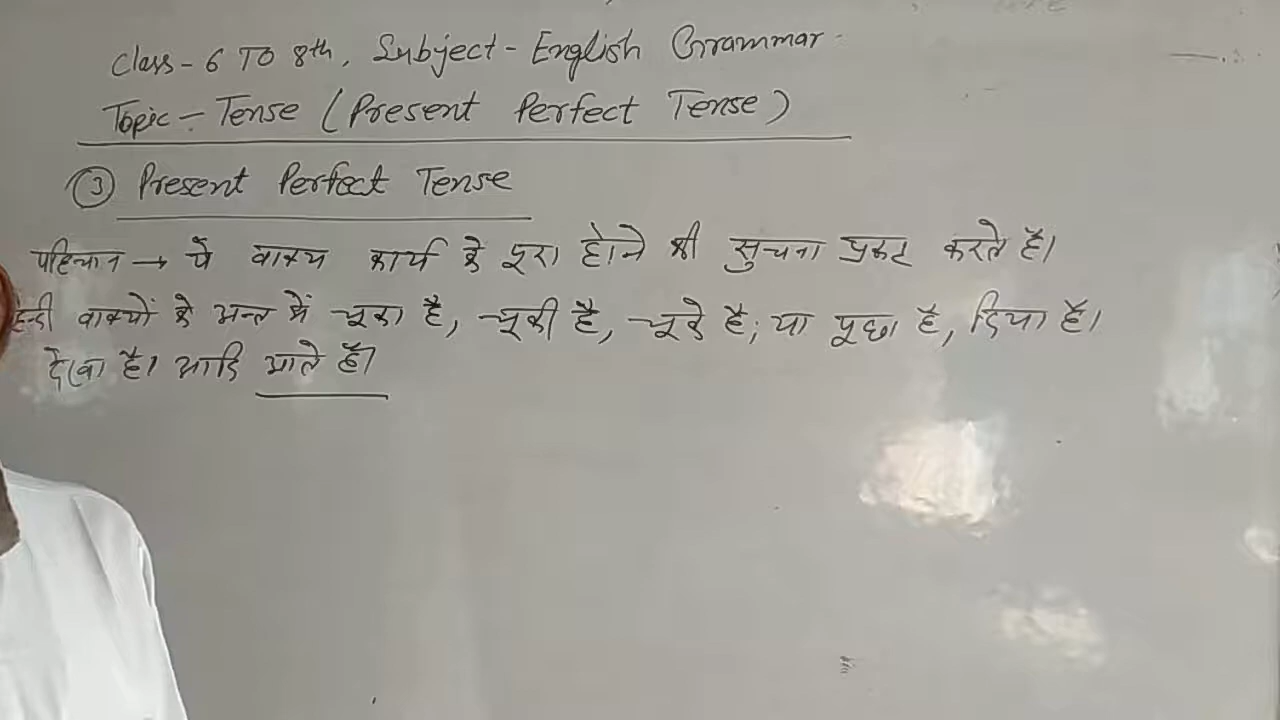 Class - 6 TO 8th, Subject - English Grammar
Topic - Tense (Present Perfect Tense)
③ Present Perfect Tense
पहिचान → ये वाक्य कार्य के पूरा होने की सुचना प्रकट करते है।
हिन्दी वाक्यों के अन्त में चूका है, चूकी है, चूके है, या पूछा है, दिया है।
देखा है। आदि आते हैं।